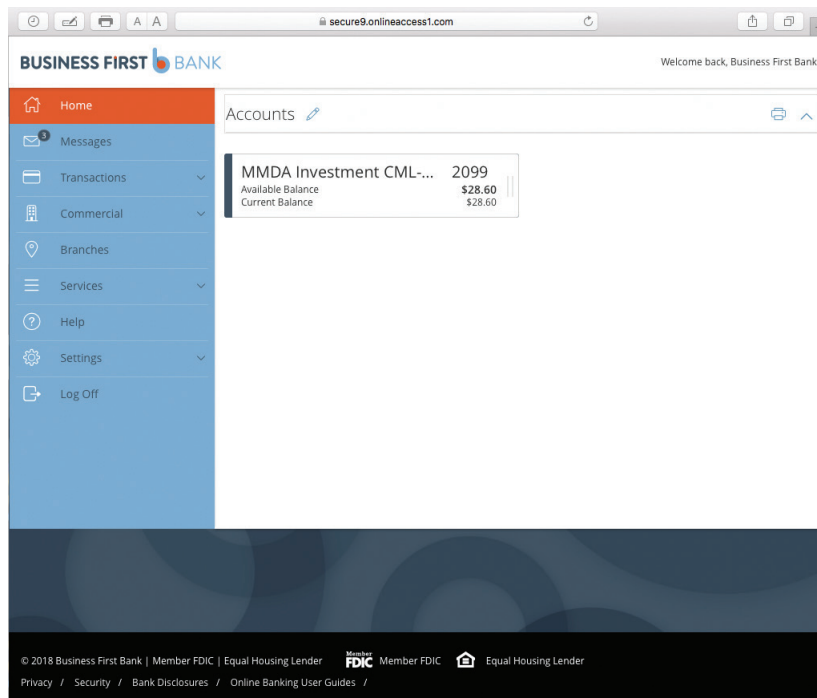 A A
secure9.onlineaccess1.com
BUSINESS FIRST b BANK
Welcome back, Business First Bank
Home
Accounts
3
Messages
Transactions
MMDA Investment CML-... 2099
Available Balance $28.60
Current Balance $28.60
Commercial
Branches
Services
? Help
Settings
Log Off
© 2018 Business First Bank | Member FDIC | Equal Housing Lender Member FDIC Member FDIC Equal Housing Lender
Privacy / Security / Bank Disclosures / Online Banking User Guides /